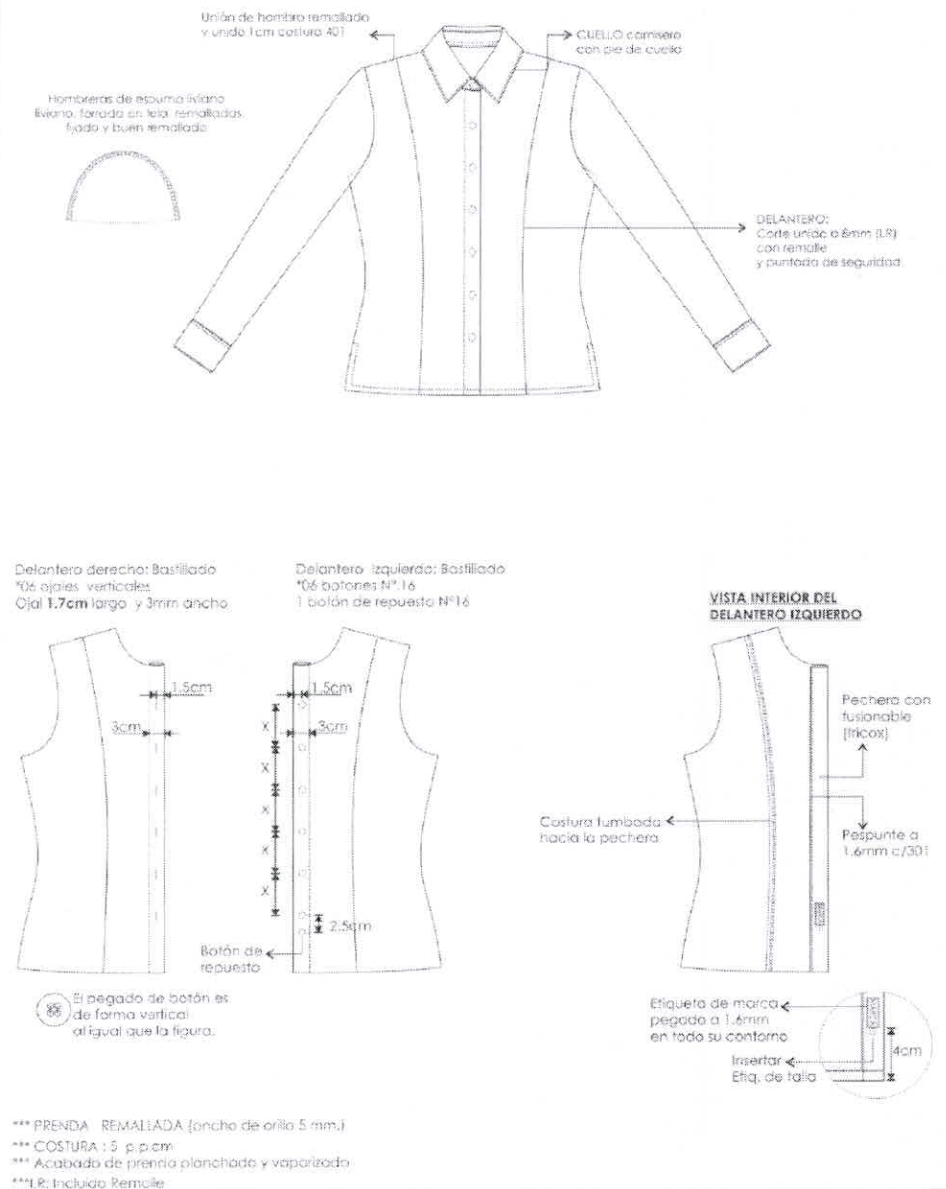 Unión de hombro remallado
y unido 1cm costura 401
CUELLO camisero
con pie de cuello
Hombreras de espuma liviano
liviano, forrada en tela, remalladas
fijado y buen remallado
DELANTERO:
Corte unido a 6mm (I.R)
con remalle
y puntada de seguridad.
Delantero derecho: Bastillado
*06 ojales verticales
Ojal 1.7cm largo y 3mm ancho
Delantero Izquierdo: Bastillado
*06 botones N°.16
1 botón de repuesto N°16
VISTA INTERIOR DEL
DELANTERO IZQUIERDO
1.5cm
3cm
1.5cm
3cm
X
X
X
X
X
2.5cm
Botón de
repuesto
Pechera con
fusionable
(tricox)
Costura tumbada
hacia la pechera
Pespunte a
1.6mm c/301
El pegado de botón es
de forma vertical
al igual que la figura.
Etiqueta de marca
pegado a 1.6mm
en todo su contorno
Insertar
Etiq. de talla
4cm
*** PRENDA REMALLADA (ancho de orillo 5 mm.)
*** COSTURA : 5 p.p.cm
*** Acabado de prenda planchado y vaporizado
***I.R: Incluido Remalle